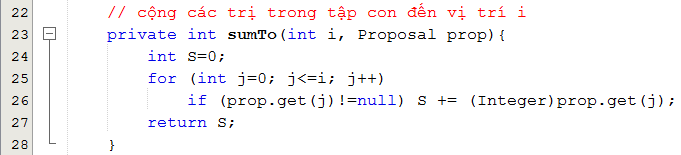 22 // cộng các trị trong tập con đến vị trí i
23 private int sumTo(int i, Proposal prop){
24 int S=0;
25 for (int j=0; j<=i; j++)
26 if (prop.get(j)!=null) S += (Integer)prop.get(j);
27 return S;
28 }